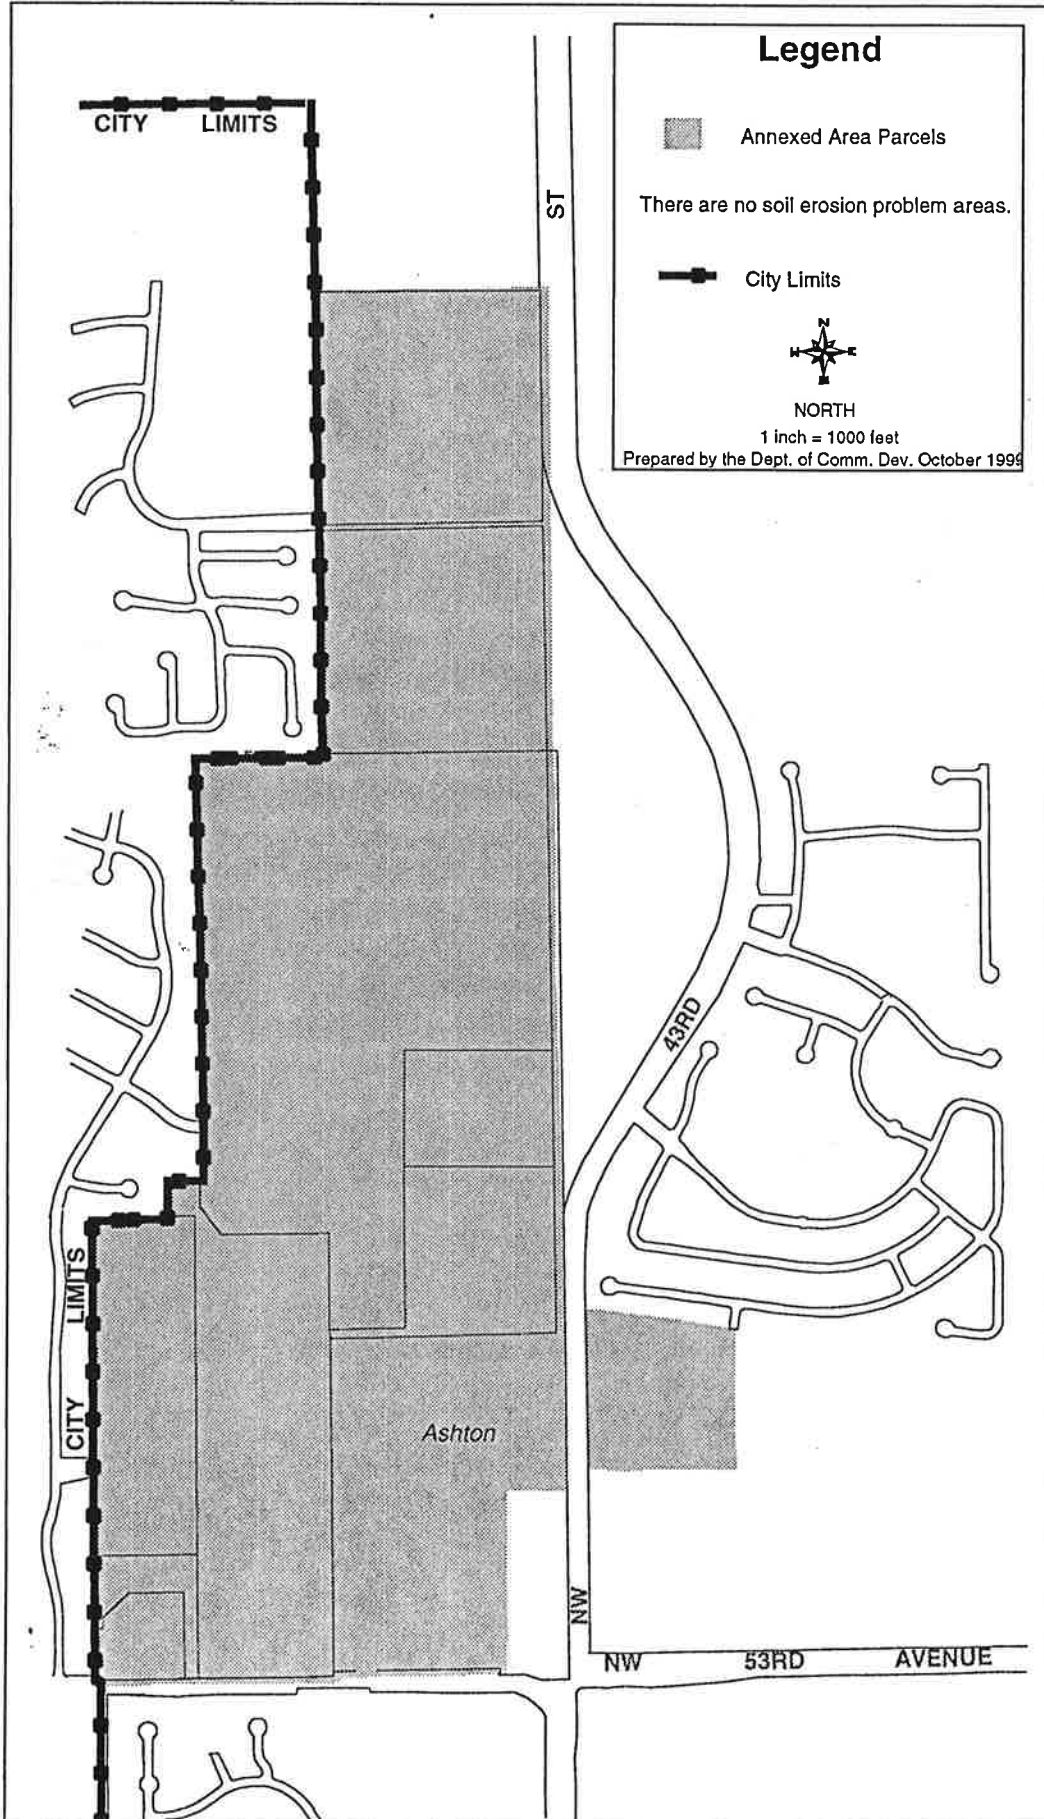 Legend
Annexed Area Parcels
There are no soil erosion problem areas.
City Limits
N
W E
S
NORTH
1 inch = 1000 feet
Prepared by the Dept. of Comm. Dev. October 1999
CITY LIMITS
ST
43RD
CITY LIMITS
Ashton
NW
NW 53RD AVENUE